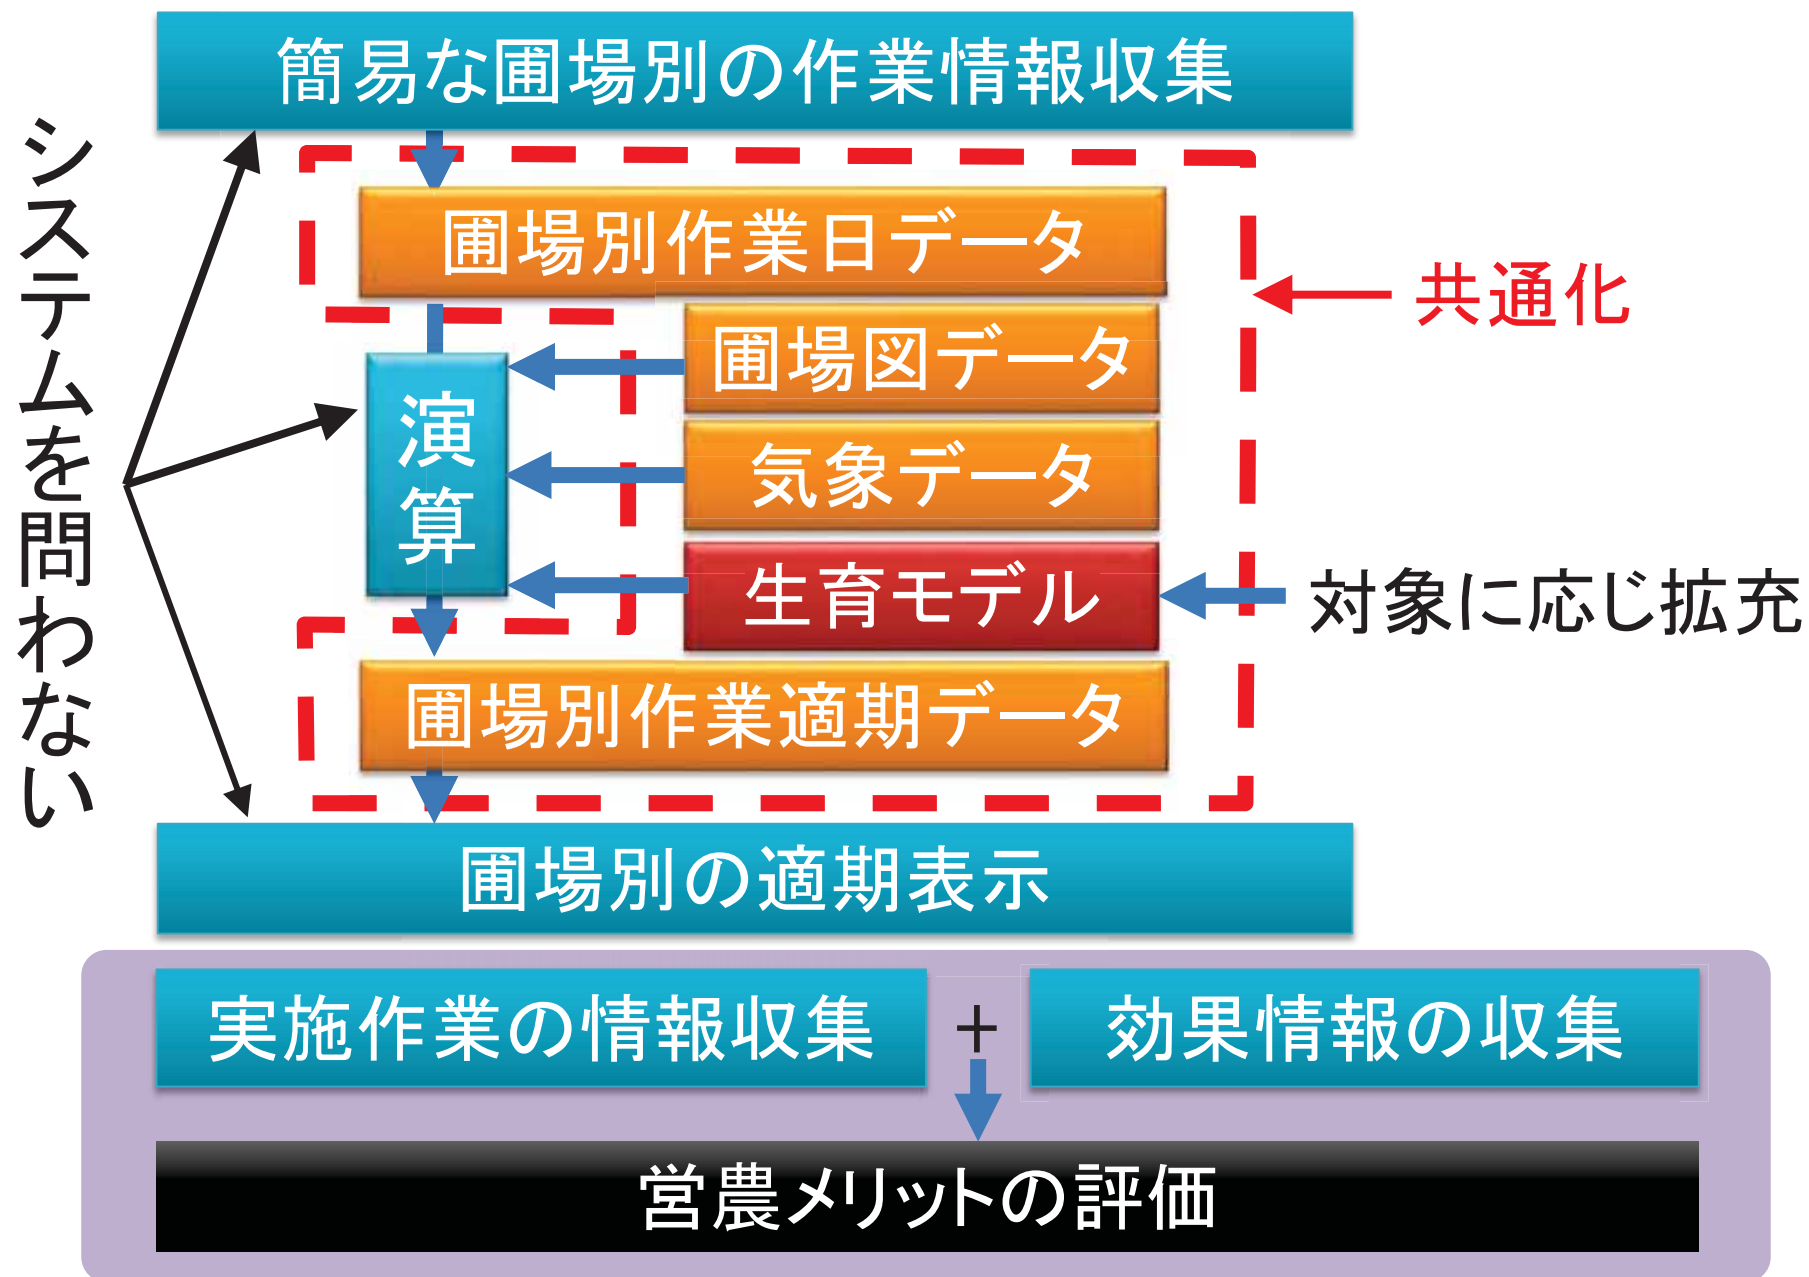 簡易な圃場別の作業情報収集
システムを問わない
圃場別作業日データ
共通化
圃場図データ
演算
気象データ
生育モデル
対象に応じ拡充
圃場別作業適期データ
圃場別の適期表示
実施作業の情報収集
+
効果情報の収集
営農メリットの評価